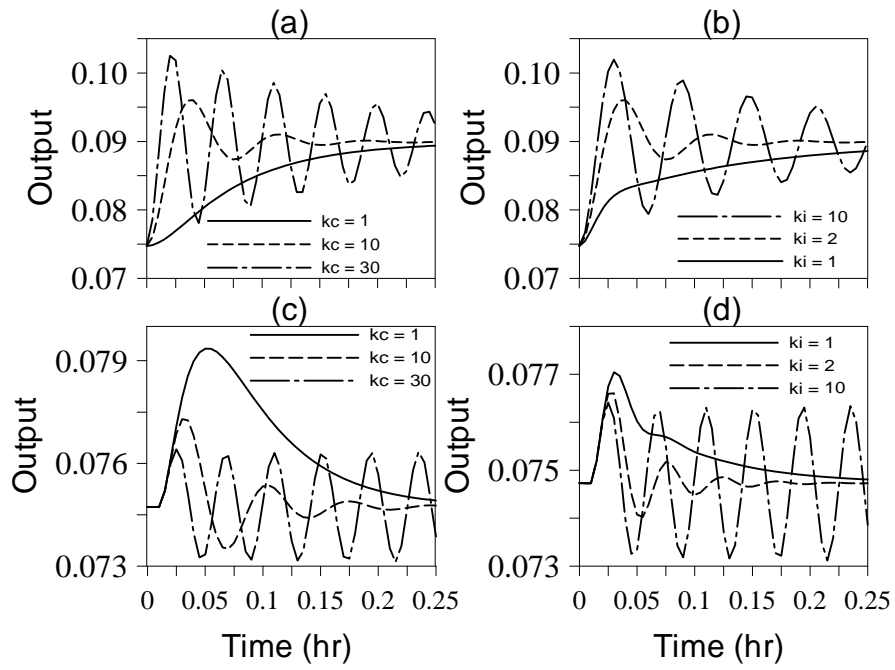 (a)
(b)
Output
0.10
0.09
0.08
0.07
kc = 1
kc = 10
kc = 30
Output
0.10
0.09
0.08
0.07
ki = 10
ki = 2
ki = 1
(c)
(d)
Output
0.079
0.076
0.073
kc = 1
kc = 10
kc = 30
0 0.05 0.1 0.15 0.2 0.25
Time (hr)
Output
0.077
0.075
0.073
ki = 1
ki = 2
ki = 10
0 0.05 0.1 0.15 0.2 0.25
Time (hr)